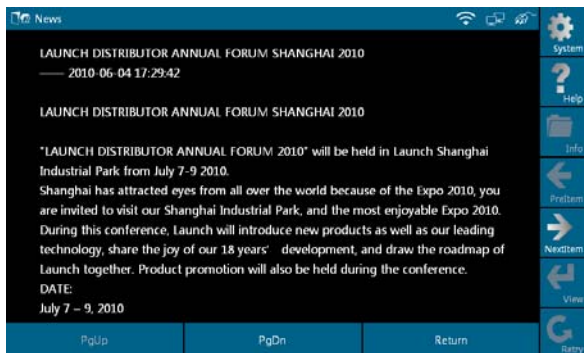 News
LAUNCH DISTRIBUTOR ANNUAL FORUM SHANGHAI 2010
—— 2010-06-04 17:29:42
LAUNCH DISTRIBUTOR ANNUAL FORUM SHANGHAI 2010
"LAUNCH DISTRIBUTOR ANNUAL FORUM 2010" will be held in Launch Shanghai
Industrial Park from July 7-9 2010.
Shanghai has attracted eyes from all over the world because of the Expo 2010, you
are invited to visit our Shanghai Industrial Park, and the most enjoyable Expo 2010.
During this conference, Launch will introduce new products as well as our leading
technology, share the joy of our 18 years' development, and draw the roadmap of
Launch together. Product promotion will also be held during the conference.
DATE:
July 7 – 9, 2010
PgUp
PgDn
Return
System
Help
Info
PreItem
NextItem
View
Retry